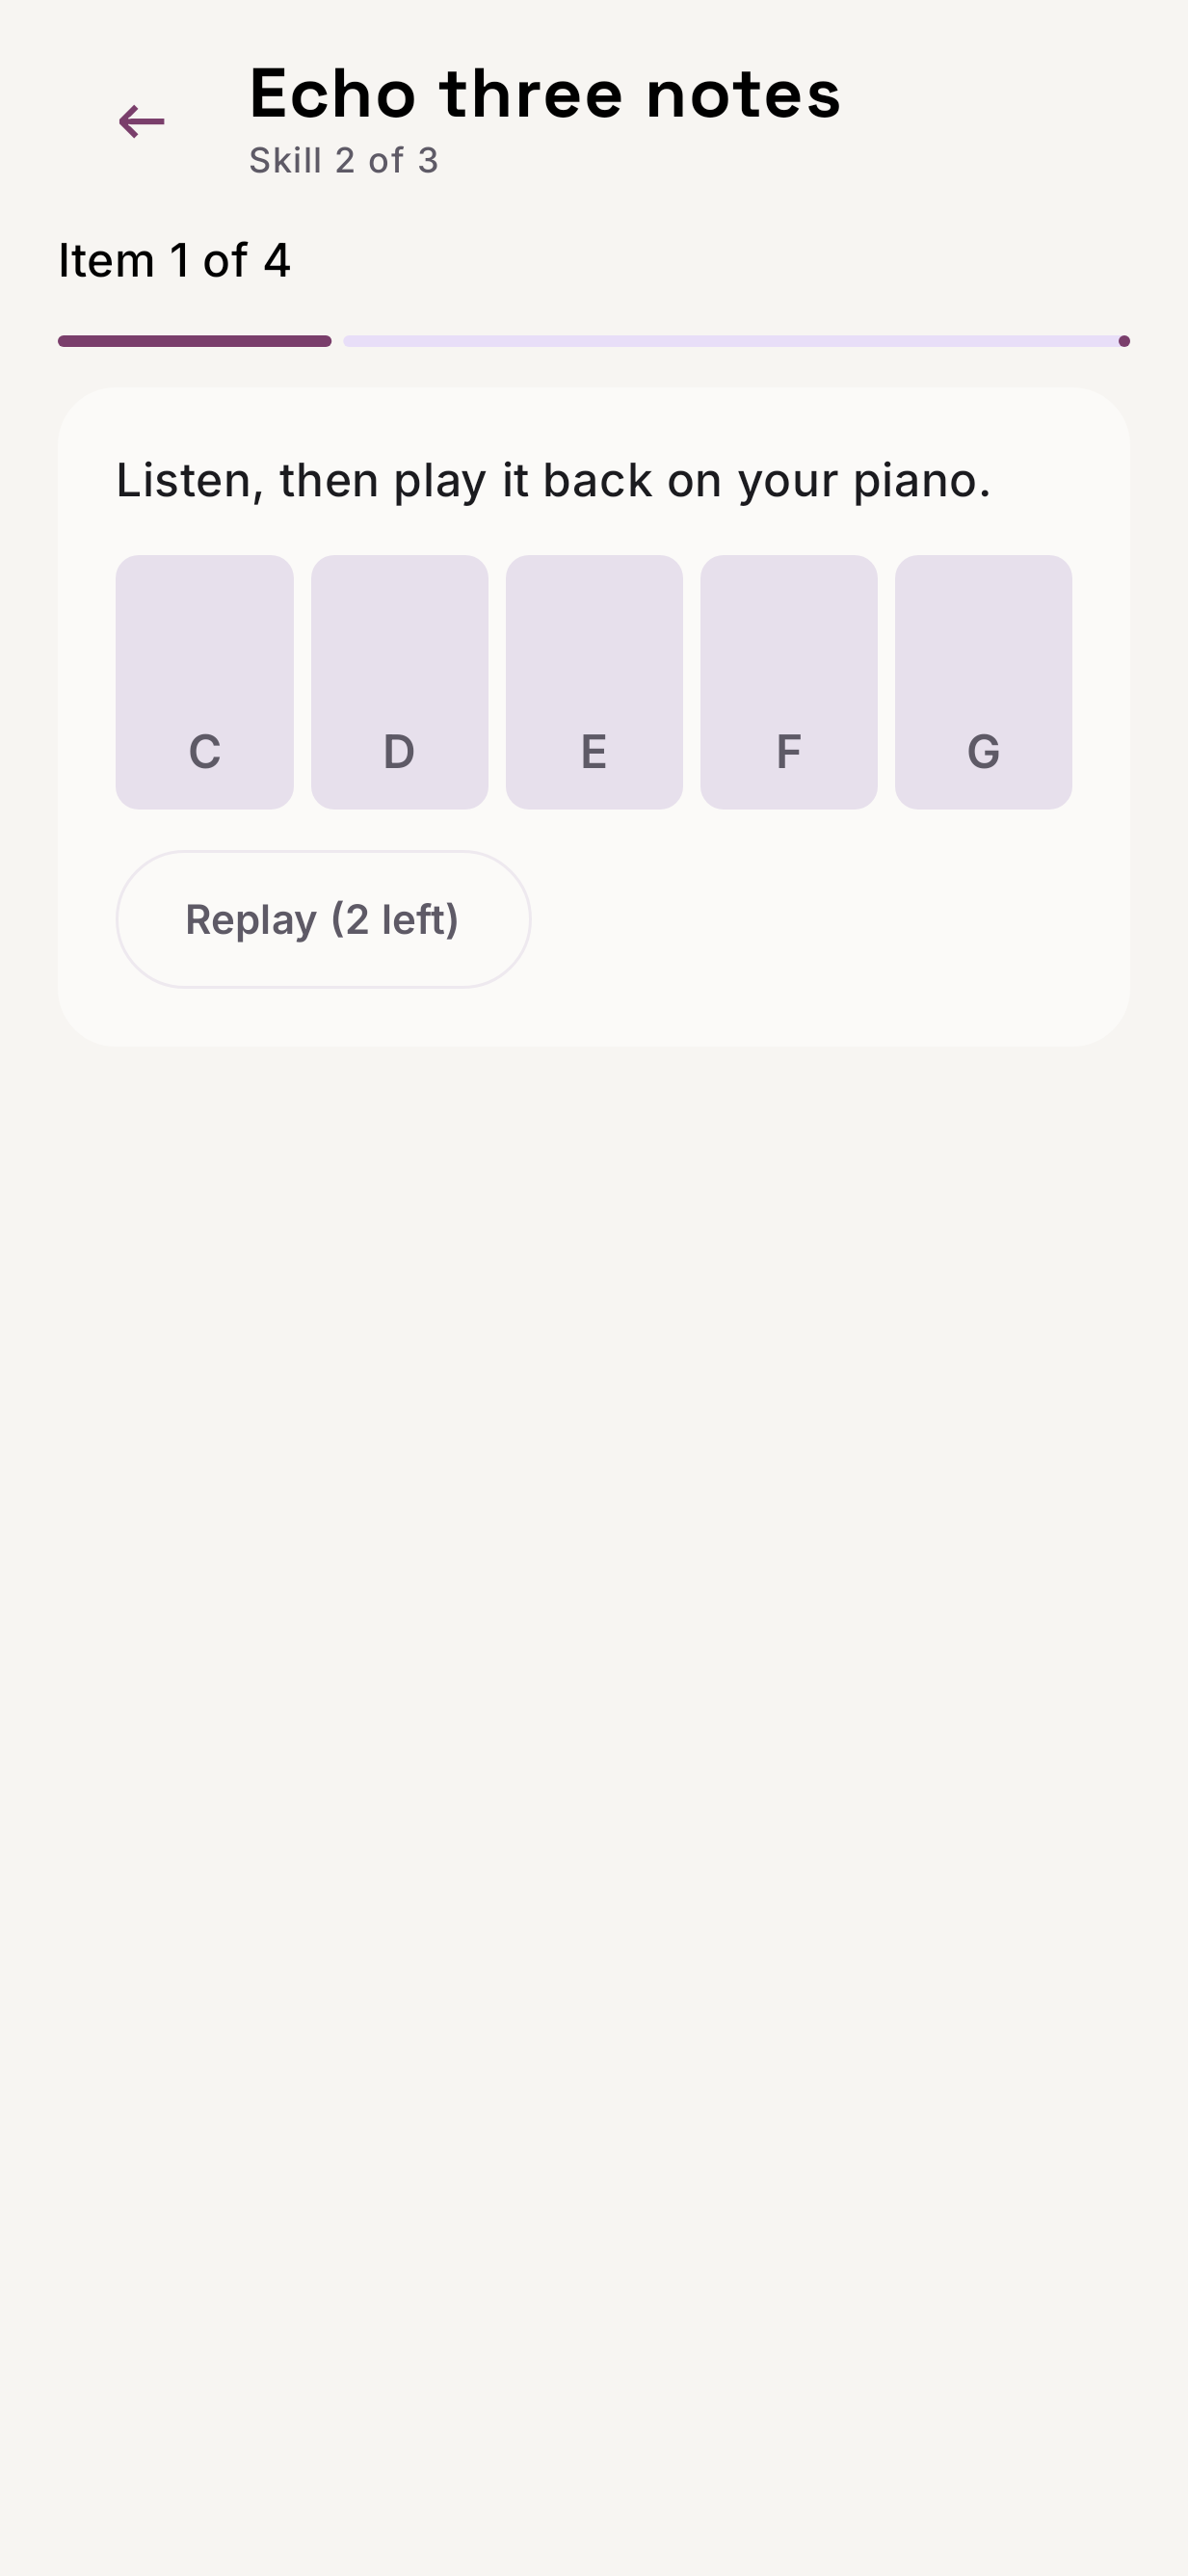 Echo three notes
Skill 2 of 3
Item 1 of 4
Listen, then play it back on your piano.
C D E F G
Replay (2 left)